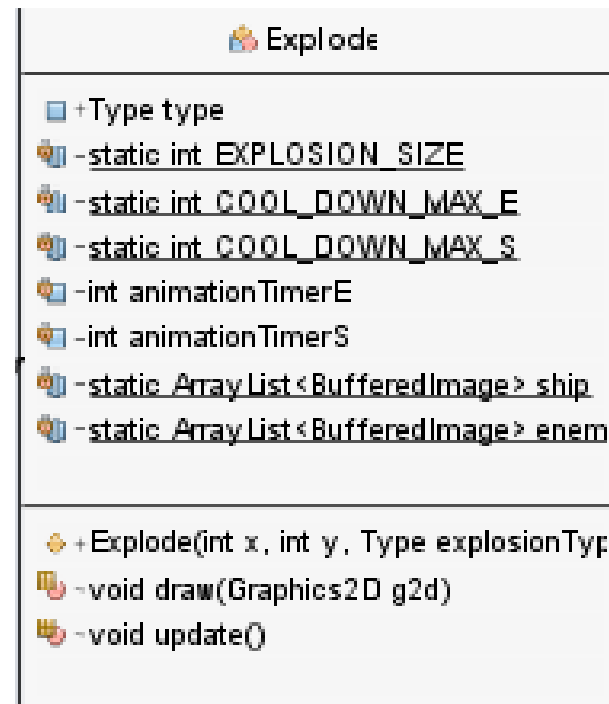 Explode
+Type type
-static int EXPLOSION_SIZE
-static int COOL_DOWN_MAX_E
-static int COOL_DOWN_MAX_S
-int animationTimerE
-int animationTimerS
-static ArrayList<BufferedImage> ship
-static ArrayList<BufferedImage> enem
+Explode(int x, int y, Type explosionTyp
~void draw(Graphics2D g2d)
~void update()